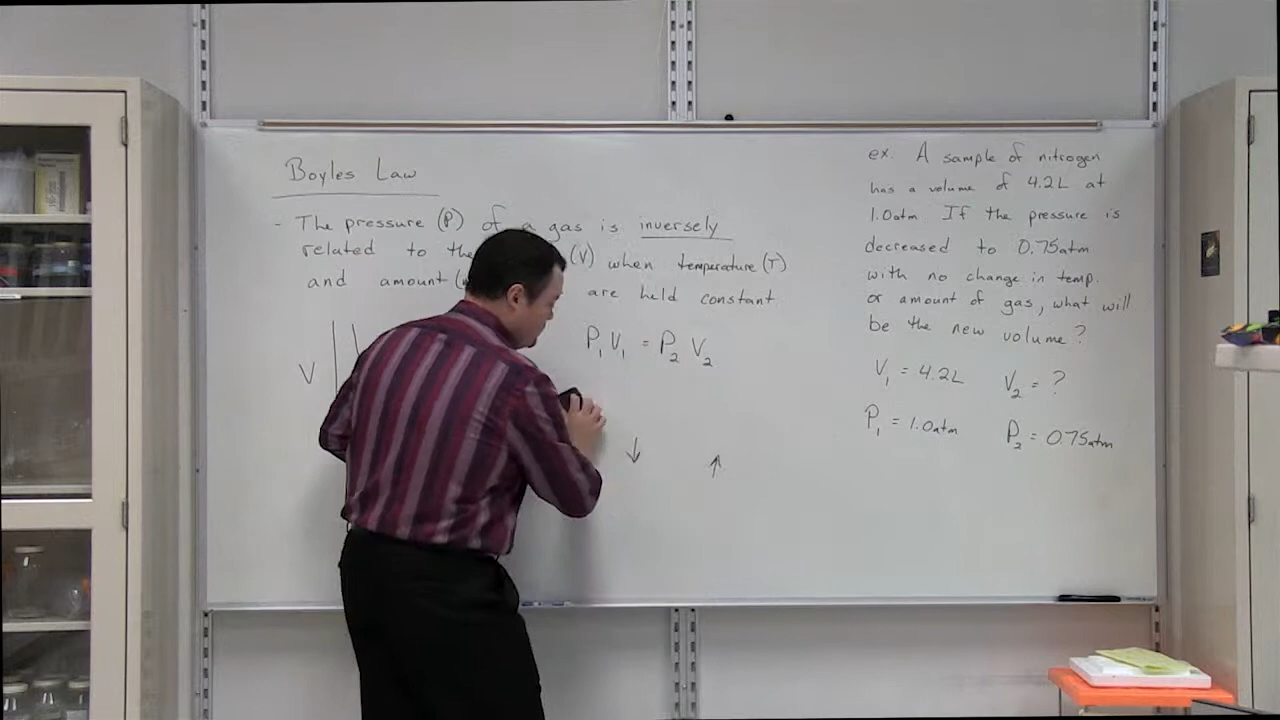 Boyles Law
- The pressure (P) of a gas is inversely
related to the (V) when temperature (T)
and amount are held constant
V
P₁V₁ = P₂ V₂
↓ ↑
ex. A sample of nitrogen
has a volume of 4.2L at
1.0atm If the pressure is
decreased to 0.75atm
with no change in temp.
or amount of gas, what will
be the new volume?
V₁ = 4.2L V₂ = ?
P₁ = 1.0atm P₂ = 0.75atm